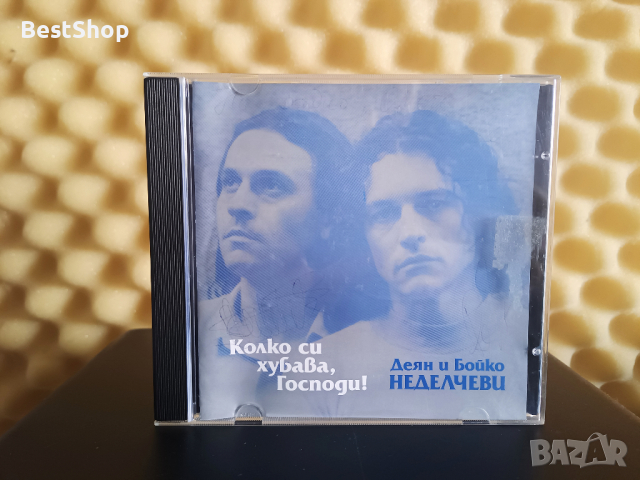 BestShop
Колко си
хубава,
Господи!
Деян и Бойко
НЕДЕЛЧЕВИ
BAZAR